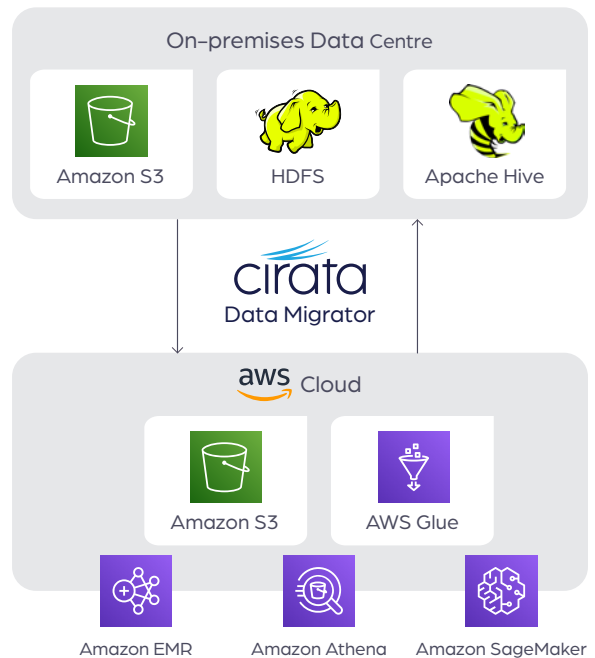 On-premises Data Centre
Amazon S3
HDFS
Apache Hive
cirata
Data Migrator
aws Cloud
Amazon S3
AWS Glue
Amazon EMR
Amazon Athena
Amazon SageMaker